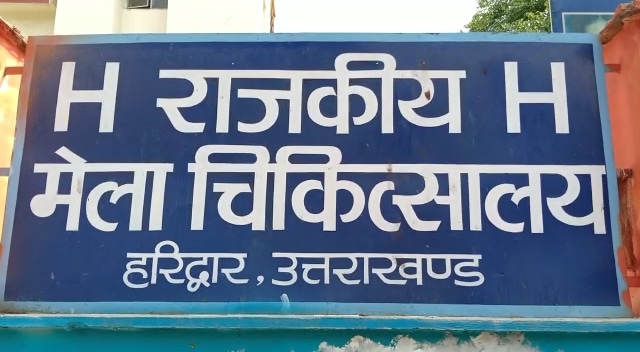 H राजकीय H
मेला चिकित्सालय
हरिद्वार, उत्तराखण्ड